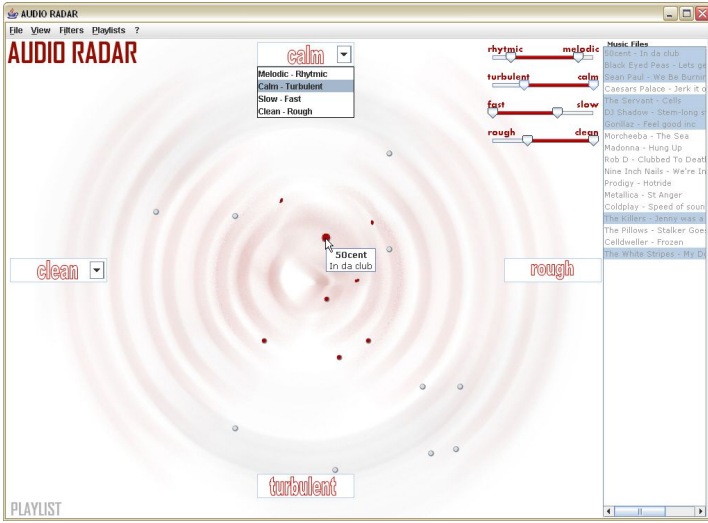 AUDIO RADAR
File View Filters Playlists ?
AUDIO RADAR
calm
Melodic - Rhytmic
Calm - Turbulent
Slow - Fast
Clean - Rough
rhytmic melodic
turbulent calm
fast slow
rough clean
Music Files
50cent - In da club
Black Eyed Peas - Lets ge
Sean Paul - We Be Burnin
Caesars Palace - Jerk it o
The Servant - Cells
DJ Shadow - Stem-long s
Gorillaz - Feel good inc
Morcheeba - The Sea
Madonna - Hung Up
Rob D - Clubbed To Deatl
Nine Inch Nails - We're In
Prodigy - Hotride
Metallica - St Anger
Coldplay - Speed of soun
The Killers - Jenny was a
The Pillows - Stalker Goes
Celldweller - Frozen
The White Stripes - My Do
50cent
In da club
clean
rough
turbulent
PLAYLIST